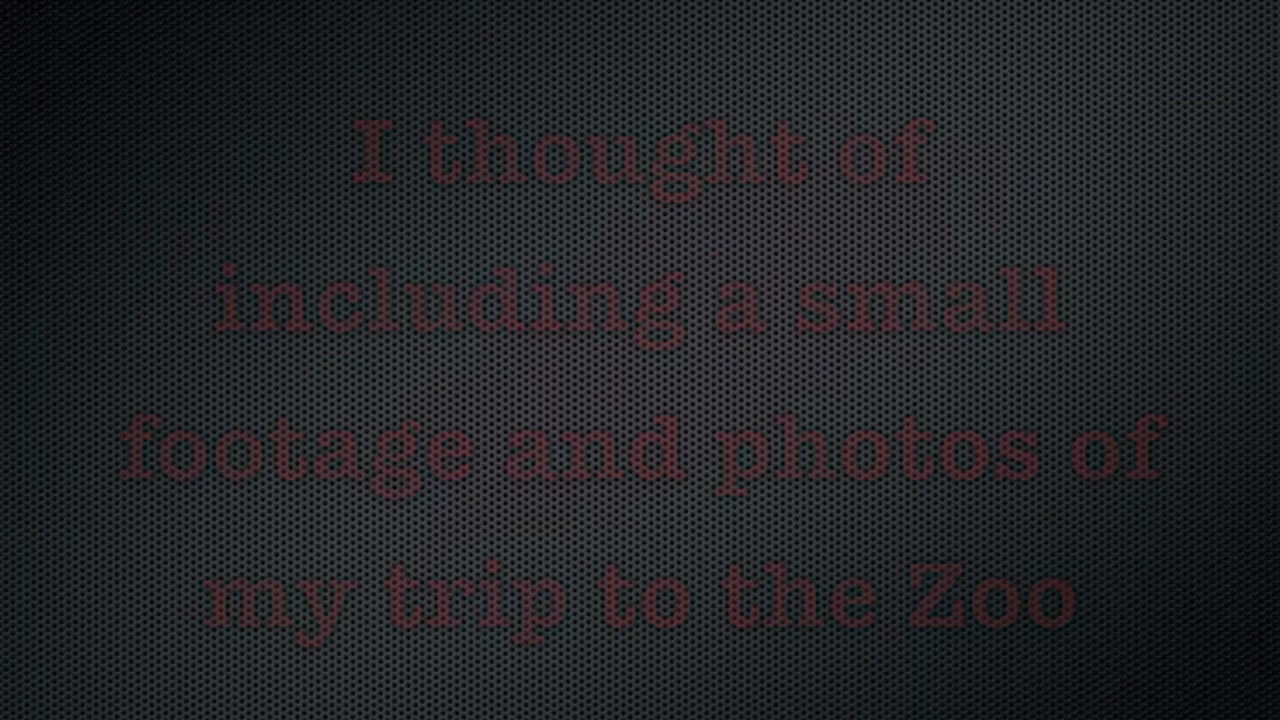 I thought of
including a small
footage and photos of
my trip to the Zoo